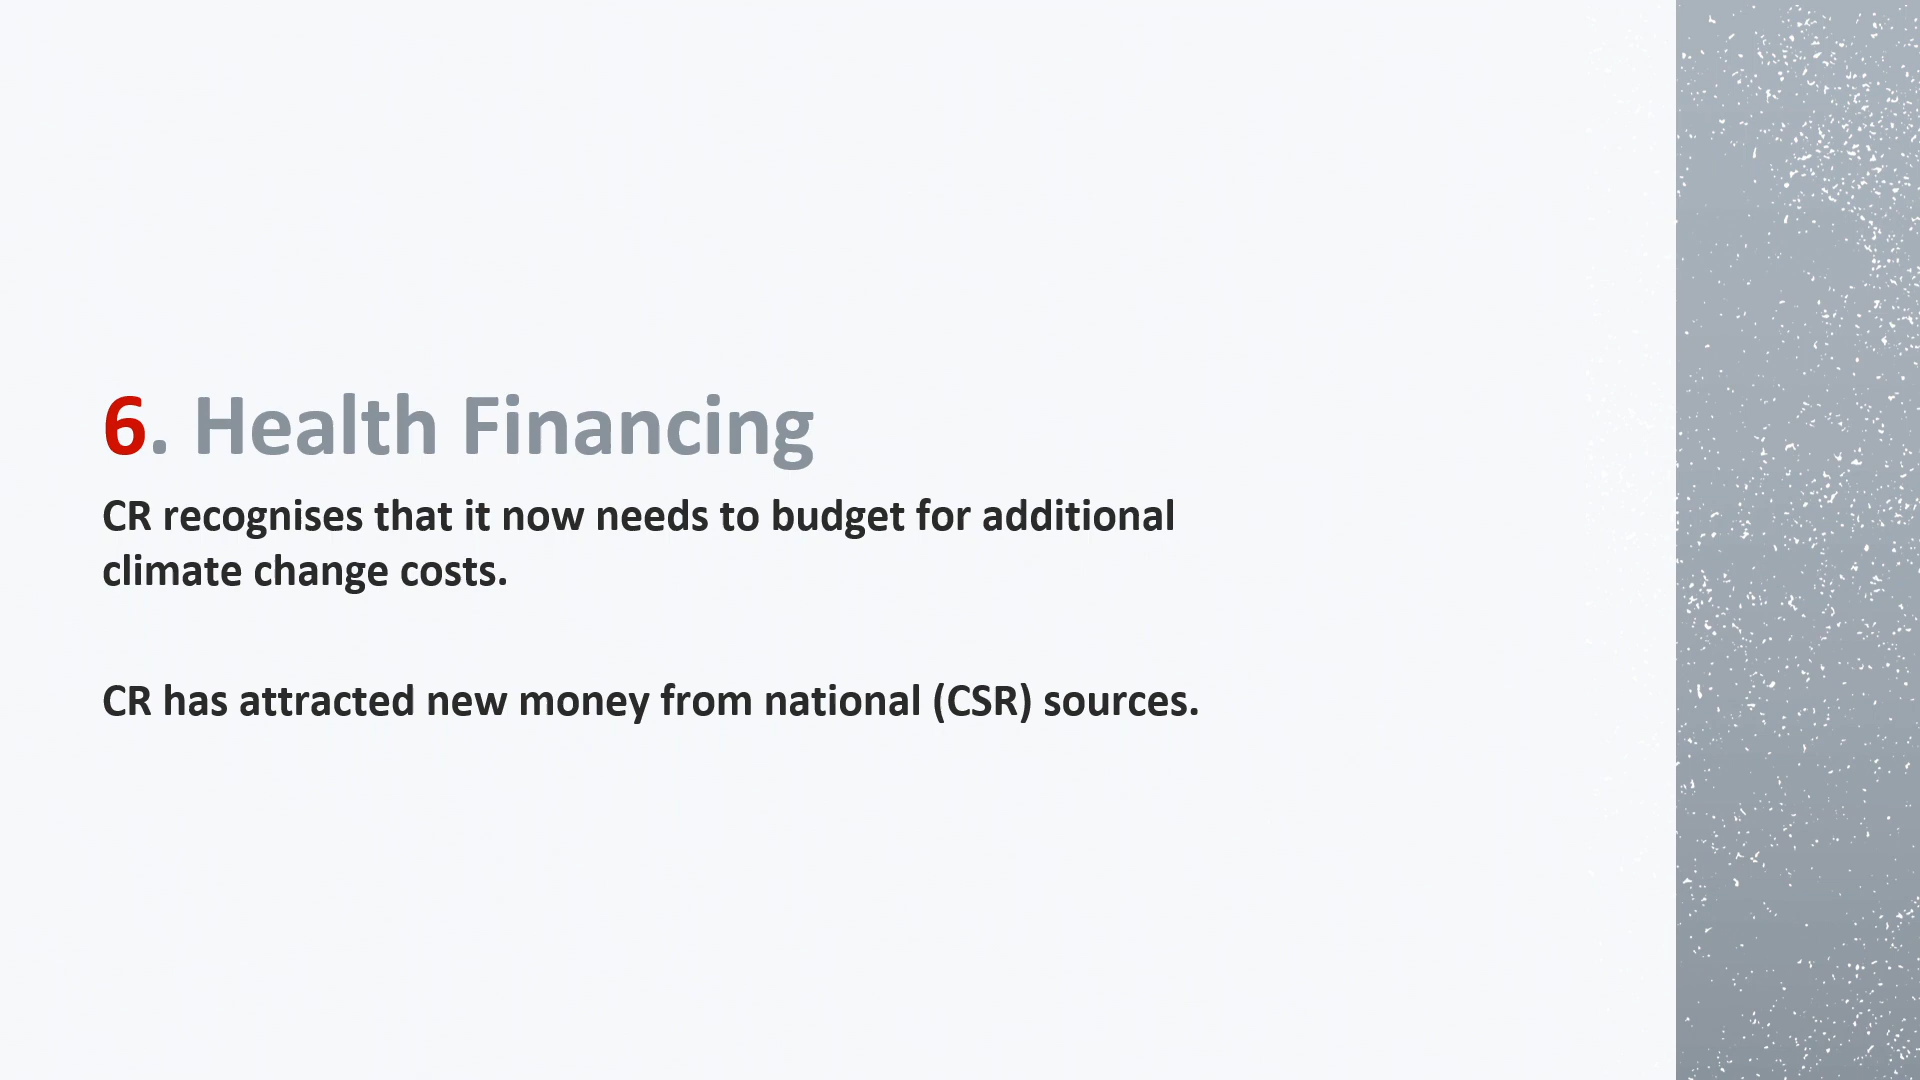 6. Health Financing
CR recognises that it now needs to budget for additional
climate change costs.
CR has attracted new money from national (CSR) sources.